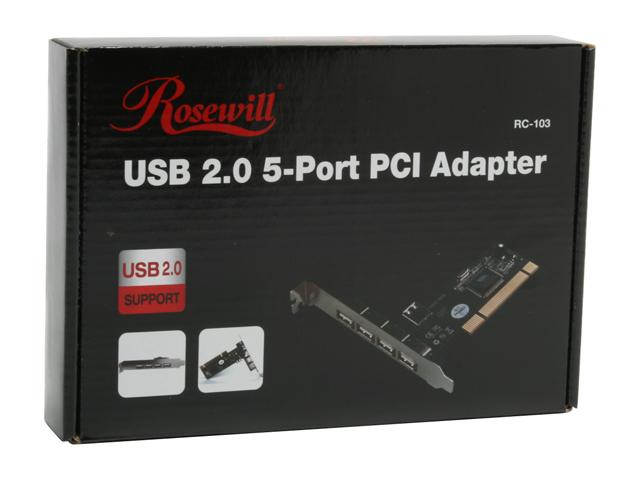 Rosewill®
RC-103
USB 2.0 5-Port PCI Adapter
USB 2.0
SUPPORT